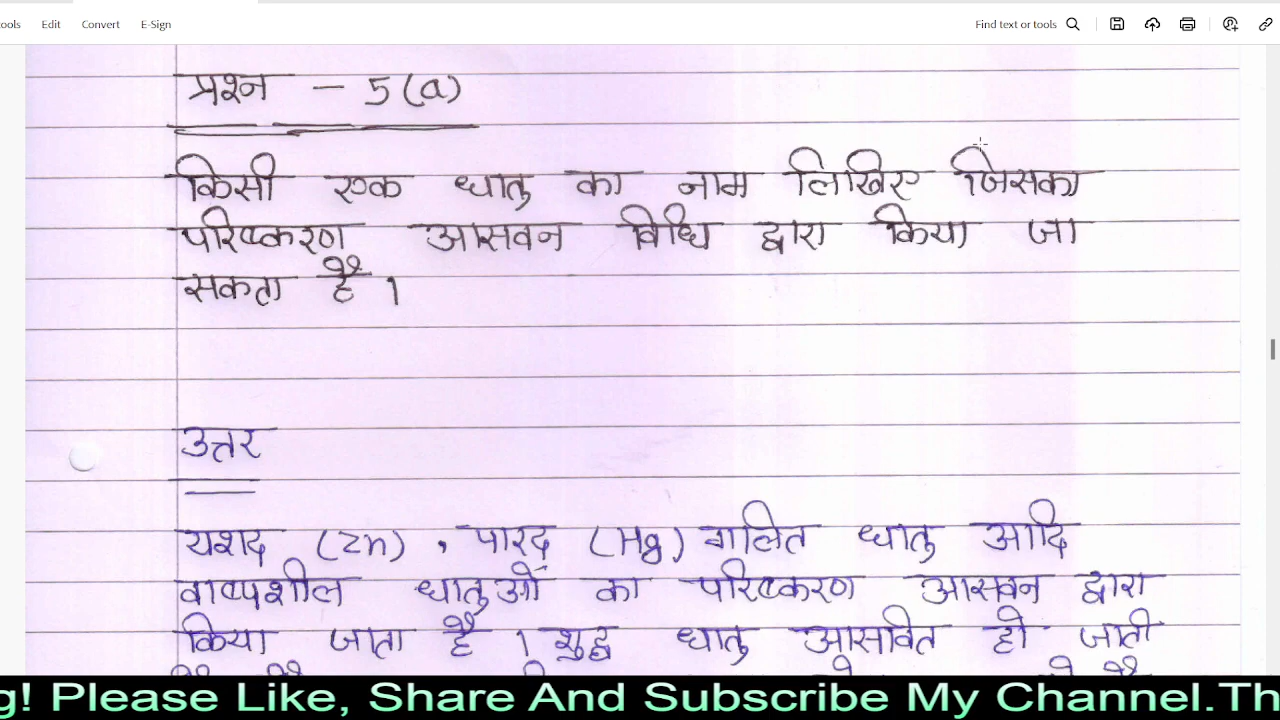 ools Edit Convert E-Sign Find text or tools
प्रश्न - 5(a)
किसी एक धातु का नाम लिखिए जिसका
परिष्करण आसवन विधि द्वारा किया जा
सकता है ।
उत्तर
यशद (Zn) , पारद (Hg) गलित धातु आदि
वाष्पशील धातुओं का परिष्करण आसवन द्वारा
किया जाता है । शुद्ध धातु आसवित हो जाती
g! Please Like, Share And Subscribe My Channel.Th